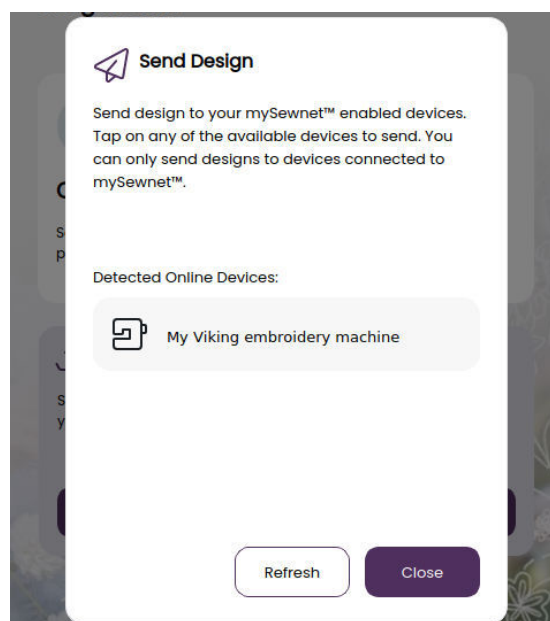 Send Design
Send design to your mySewnet™ enabled devices.
Tap on any of the available devices to send. You
can only send designs to devices connected to
mySewnet™.
Detected Online Devices:
My Viking embroidery machine
Refresh
Close